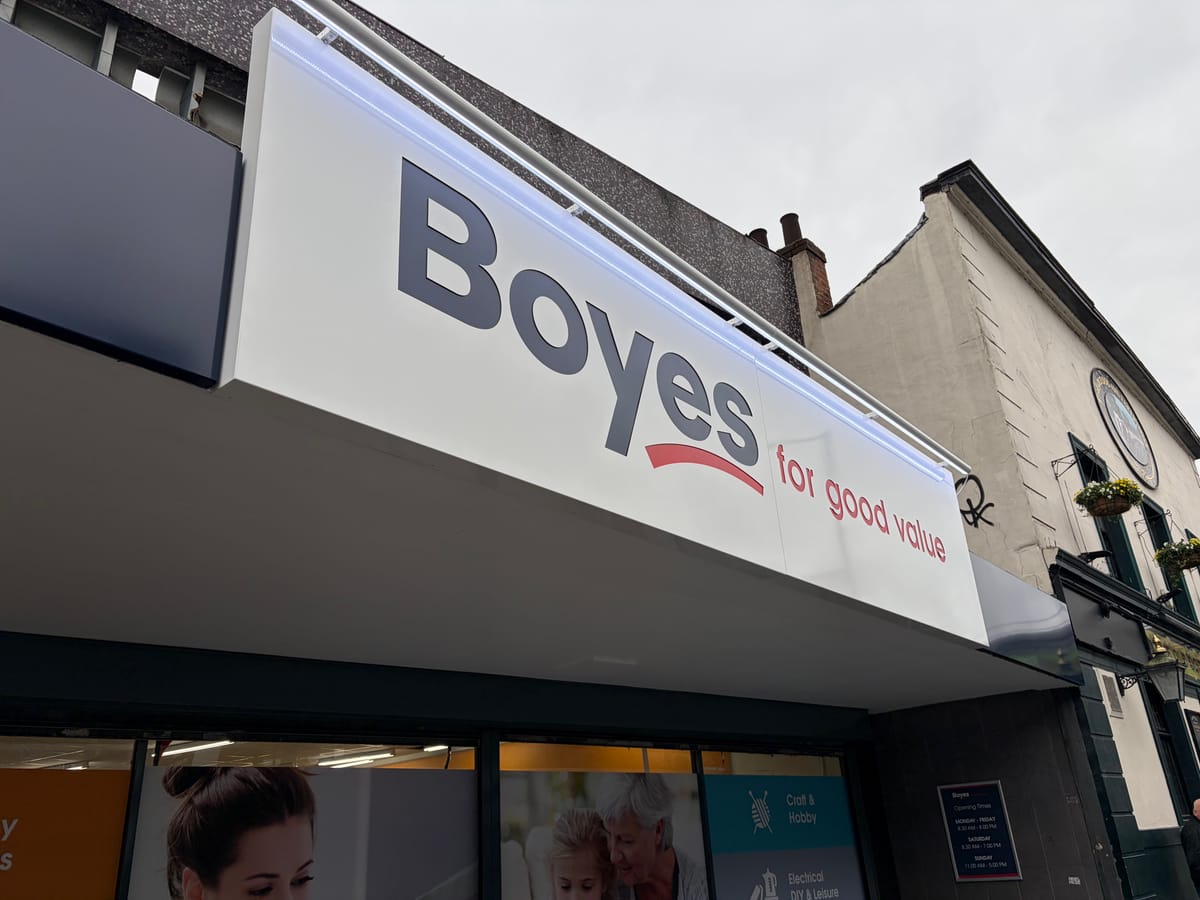 Boyes
for good value
Craft &
Hobby
Electrical
DIY & Leisure
Boyes
Opening Times
MONDAY - FRIDAY
SATURDAY
SUNDAY